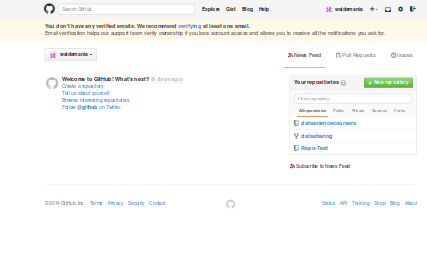 Search GitHub
Explore Gist Blog Help
waldemania
You don't have any verified emails. We recommend verifying at least one email.
Email verification helps our support team verify ownership if you lose account access and allows you to receive all the notifications you ask for.
waldemania
News Feed Pull Requests Issues
Welcome to GitHub! What's next?
Create a repository
Tell us about yourself
Browse interesting repositories
Follow @github on Twitter
Your repositories
New repository
Find a repository...
All repositories Public Private Sources Forks
datasciencecoursera
datasharing
Repo-Test
Subscribe to News Feed
©2014 GitHub, Inc. Terms Privacy Security Contact
Status API Training Shop Blog About